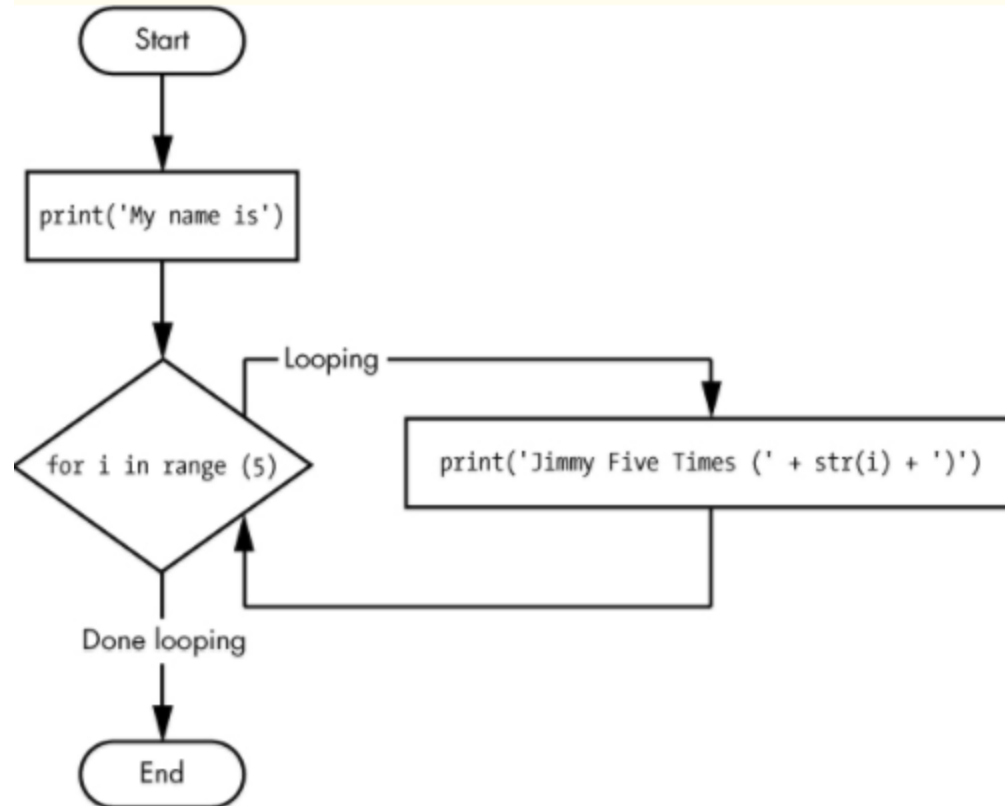 Start
print('My name is')
Looping
for i in range (5)
print('Jimmy Five Times (' + str(i) + ')')
Done looping
End